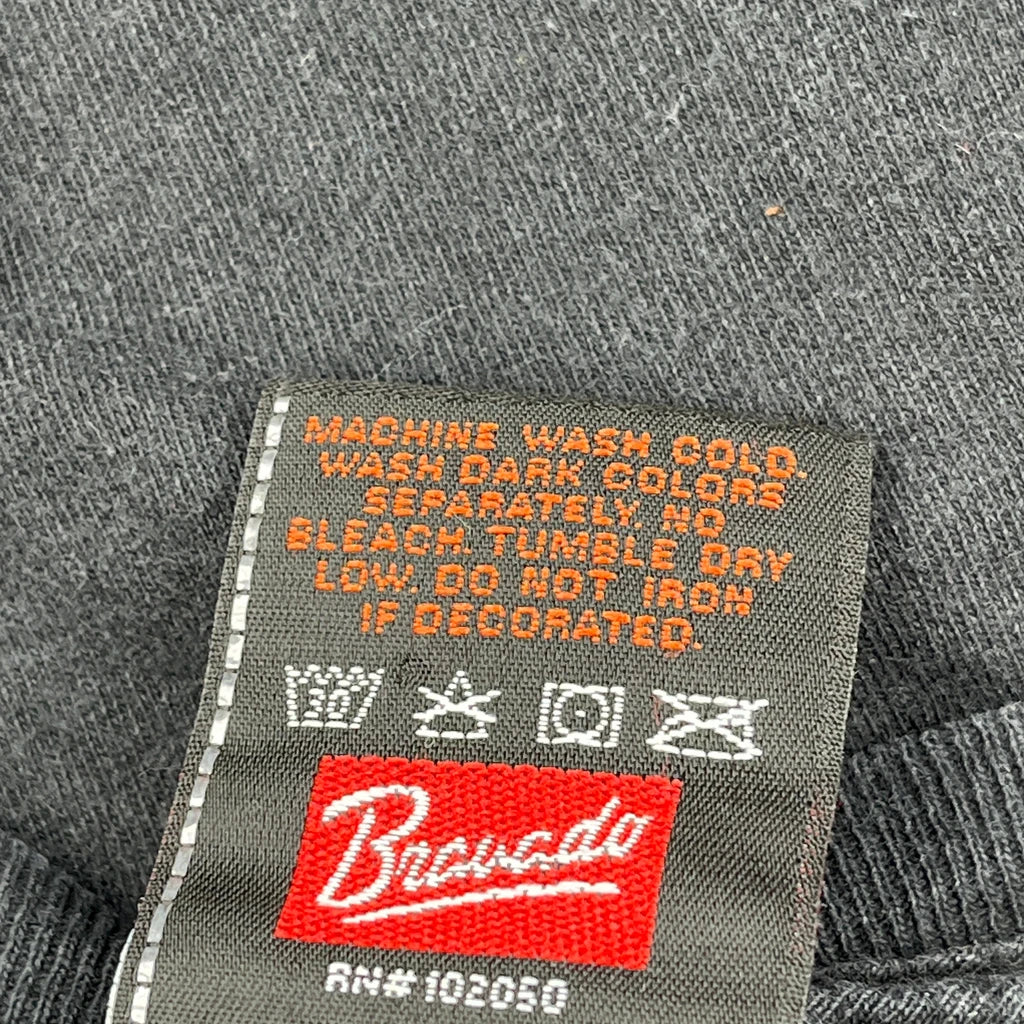 MACHINE WASH COLD.
WASH DARK COLORS
SEPARATELY. NO
BLEACH. TUMBLE DRY
LOW. DO NOT IRON
IF DECORATED.
30
Bravado
RN# 102050